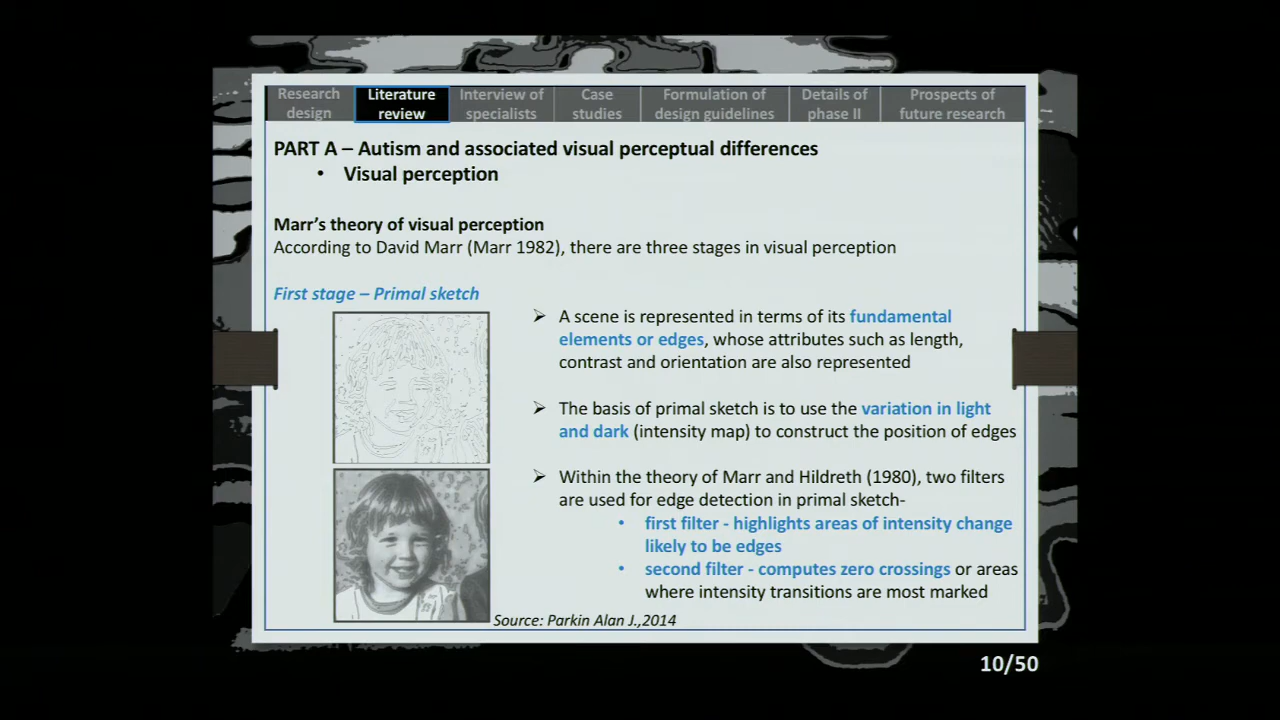 Research design
Literature review
Interview of specialists
Case studies
Formulation of design guidelines
Details of phase II
Prospects of future research
PART A – Autism and associated visual perceptual differences
• Visual perception
Marr's theory of visual perception
According to David Marr (Marr 1982), there are three stages in visual perception
First stage – Primal sketch
➢ A scene is represented in terms of its fundamental
elements or edges, whose attributes such as length,
contrast and orientation are also represented
➢ The basis of primal sketch is to use the variation in light
and dark (intensity map) to construct the position of edges
➢ Within the theory of Marr and Hildreth (1980), two filters
are used for edge detection in primal sketch-
• first filter - highlights areas of intensity change
likely to be edges
• second filter - computes zero crossings or areas
where intensity transitions are most marked
Source: Parkin Alan J.,2014
10/50